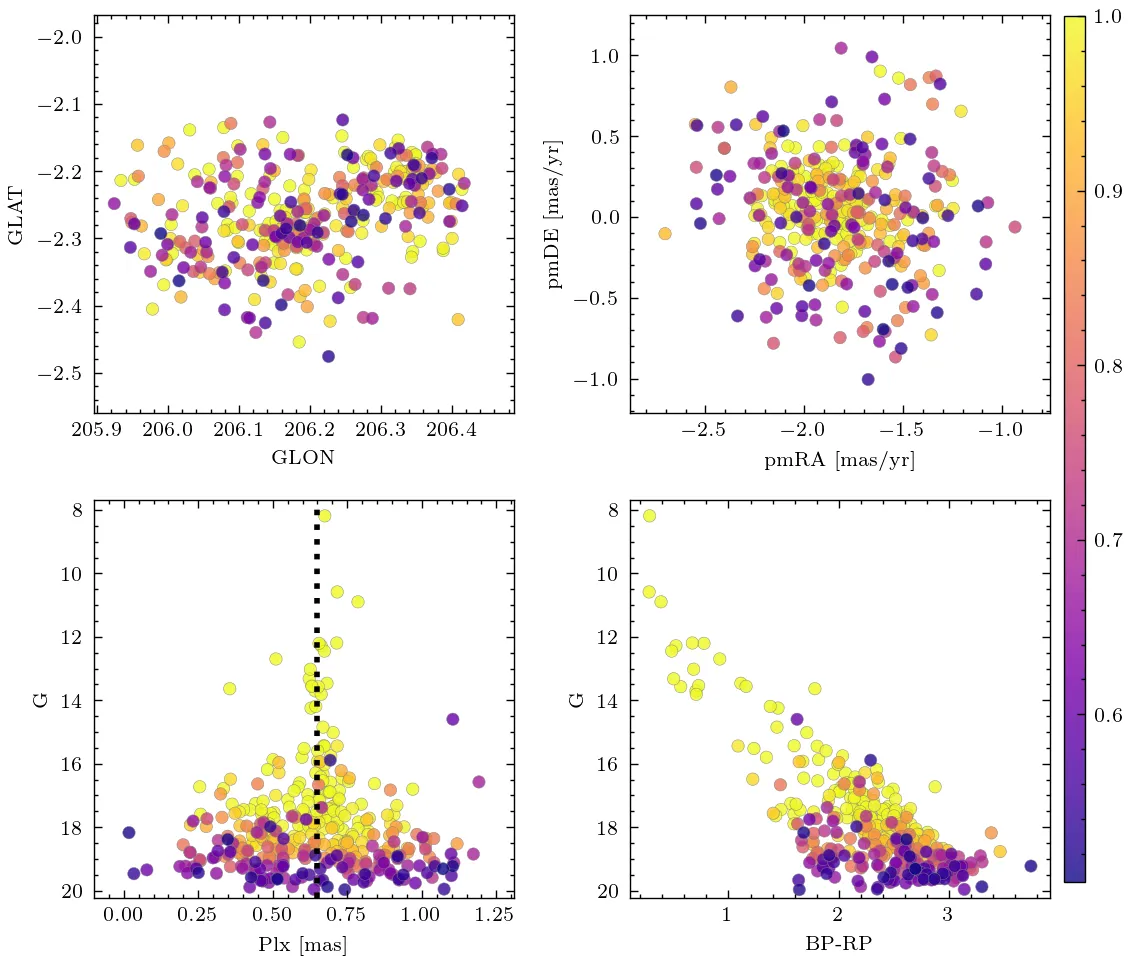 −2.0
−2.1
−2.2
−2.3
−2.4
−2.5
GLAT
205.9 206.0 206.1 206.2 206.3 206.4
GLON
1.0
0.5
0.0
−0.5
−1.0
pmDE [mas/yr]
−2.5 −2.0 −1.5 −1.0
pmRA [mas/yr]
8
10
12
14
16
18
20
G
0.00 0.25 0.50 0.75 1.00 1.25
Plx [mas]
8
10
12
14
16
18
20
G
1 2 3
BP-RP
1.0
0.9
0.8
0.7
0.6